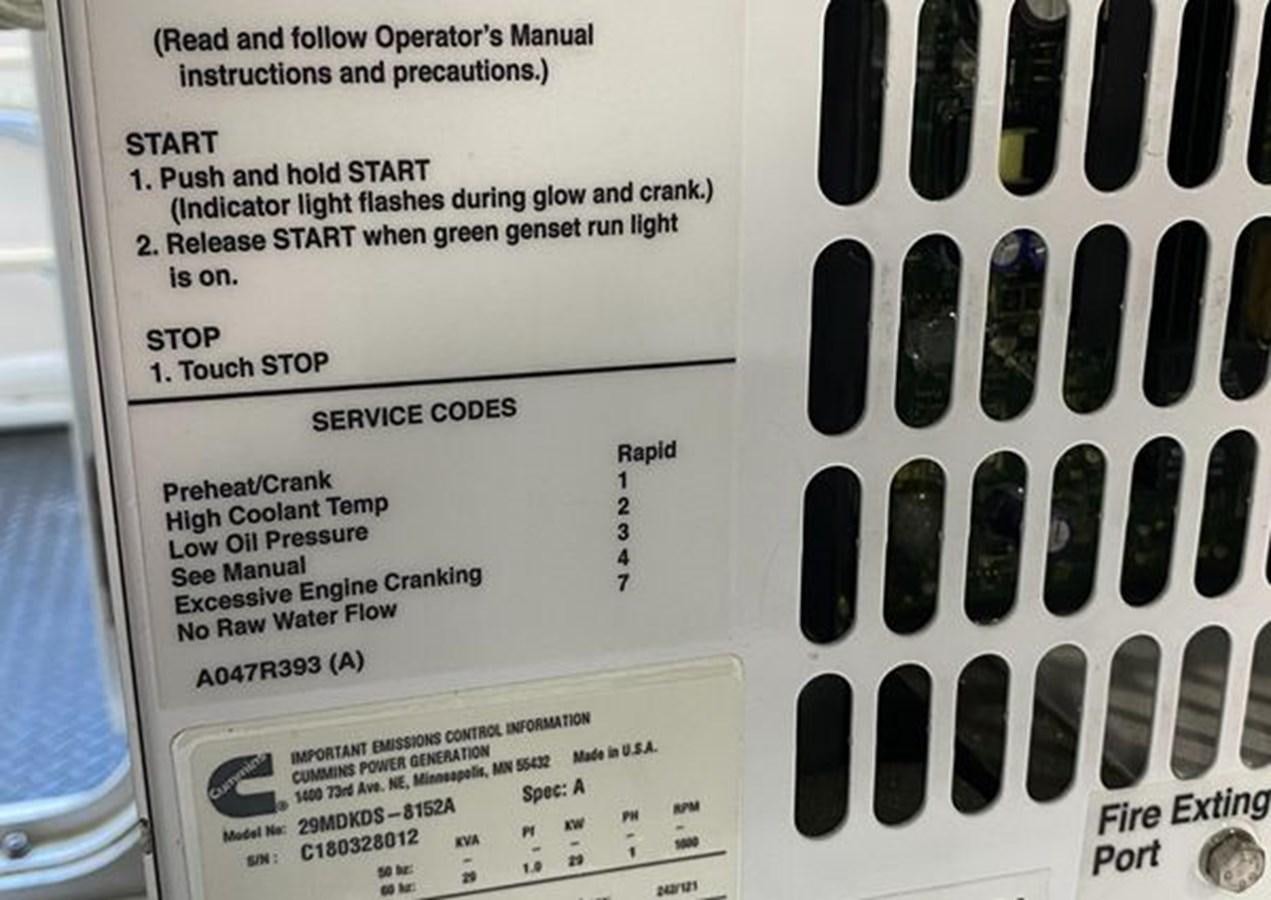 (Read and follow Operator's Manual
instructions and precautions.)
START
1. Push and hold START
(Indicator light flashes during glow and crank.)
2. Release START when green genset run light
is on.
STOP
1. Touch STOP
SERVICE CODES
Rapid
Preheat/Crank 1
High Coolant Temp 2
Low Oil Pressure 3
See Manual 4
Excessive Engine Cranking 7
No Raw Water Flow
A047R393 (A)
Cummins ®
IMPORTANT EMISSIONS CONTROL INFORMATION
CUMMINS POWER GENERATION
1400 73rd Ave. NE, Minneapolis, MN 55432 Made in U.S.A.
Model No: 29MDKDS-8152A Spec: A
S/N: C180328012
KVA Pf KW PH RPM
50 hz: – – – – –
60 hz: 29 1.0 29 1 1800
242/121
Fire Exting
Port